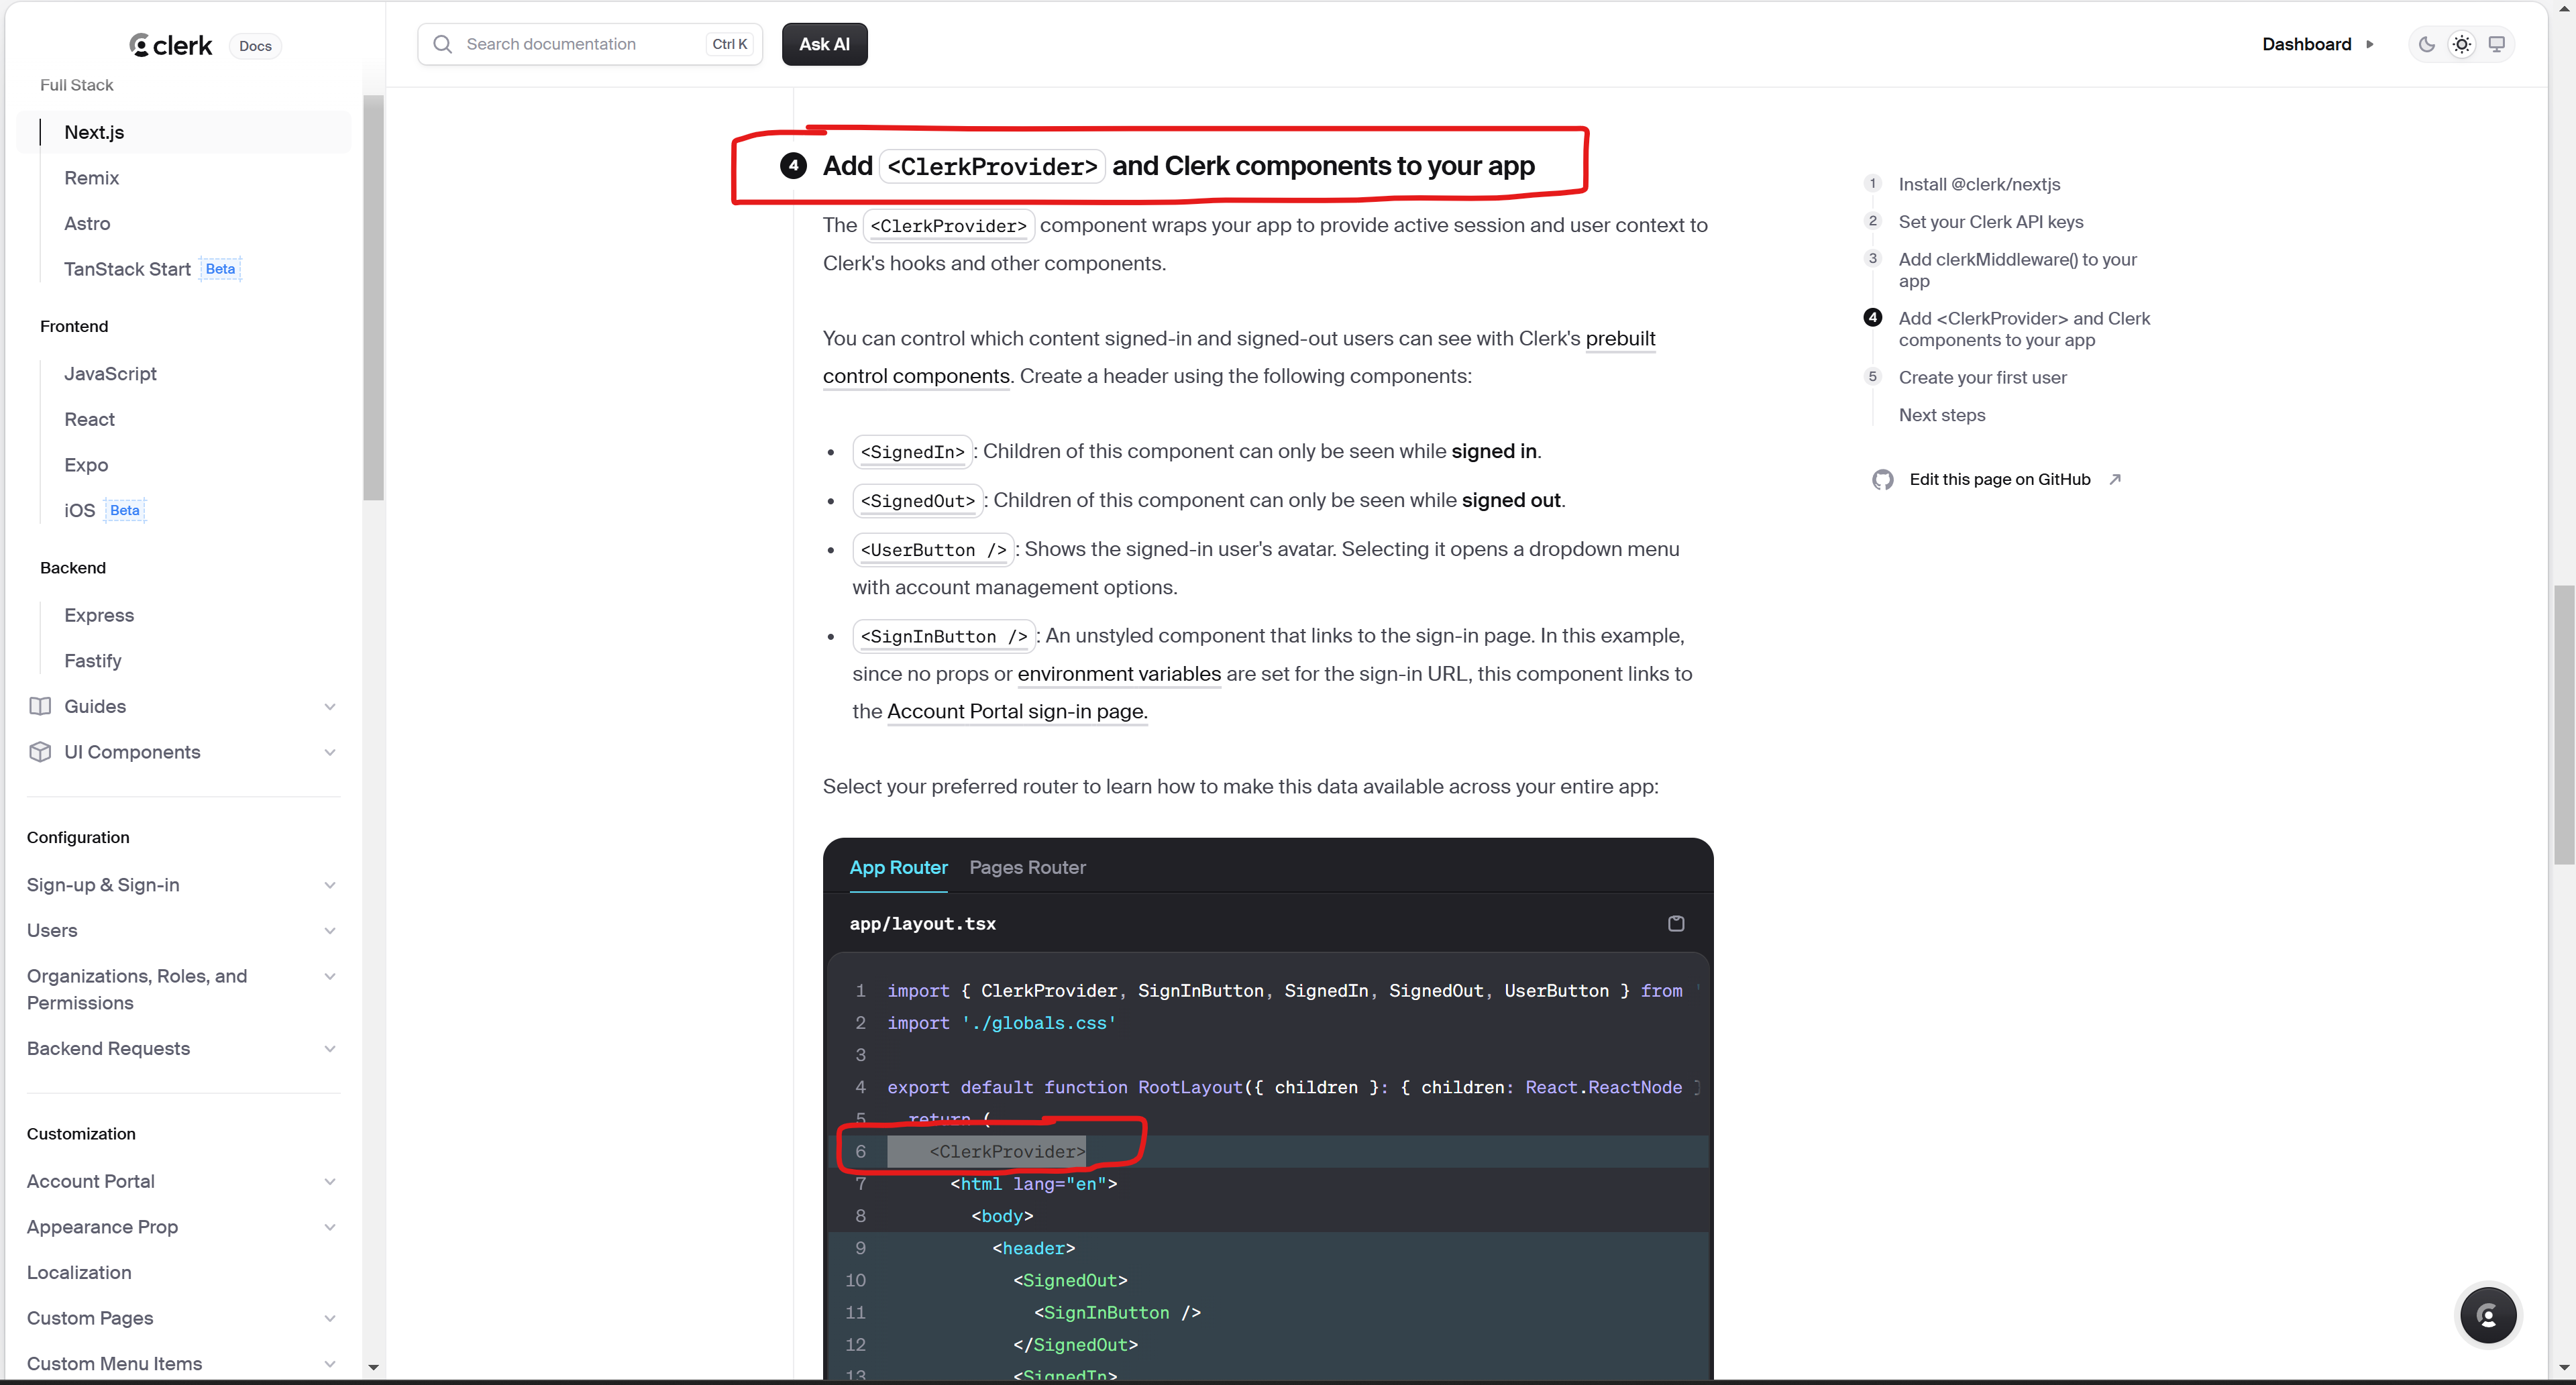 clerk
Docs
Search documentation
Ctrl K
Ask AI
Dashboard
Full Stack
Next.js
Remix
Astro
TanStack Start Beta
Frontend
JavaScript
React
Expo
iOS Beta
Backend
Express
Fastify
Guides
UI Components
Configuration
Sign-up & Sign-in
Users
Organizations, Roles, and
Permissions
Backend Requests
Customization
Account Portal
Appearance Prop
Localization
Custom Pages
Custom Menu Items
4 Add <ClerkProvider> and Clerk components to your app
The <ClerkProvider> component wraps your app to provide active session and user context to
Clerk's hooks and other components.
You can control which content signed-in and signed-out users can see with Clerk's prebuilt
control components. Create a header using the following components:
• <SignedIn>: Children of this component can only be seen while signed in.
• <SignedOut>: Children of this component can only be seen while signed out.
• <UserButton />: Shows the signed-in user's avatar. Selecting it opens a dropdown menu
with account management options.
• <SignInButton />: An unstyled component that links to the sign-in page. In this example,
since no props or environment variables are set for the sign-in URL, this component links to
the Account Portal sign-in page.
Select your preferred router to learn how to make this data available across your entire app:
App Router Pages Router
app/layout.tsx
1 import { ClerkProvider, SignInButton, SignedIn, SignedOut, UserButton } from '
2 import './globals.css'
3
4 export default function RootLayout({ children }: { children: React.ReactNode }
5 return (
6 <ClerkProvider>
7 <html lang="en">
8 <body>
9 <header>
10 <SignedOut>
11 <SignInButton />
12 </SignedOut>
13 <SignedIn>
1 Install @clerk/nextjs
2 Set your Clerk API keys
3 Add clerkMiddleware() to your
app
4 Add <ClerkProvider> and Clerk
components to your app
5 Create your first user
Next steps
Edit this page on GitHub